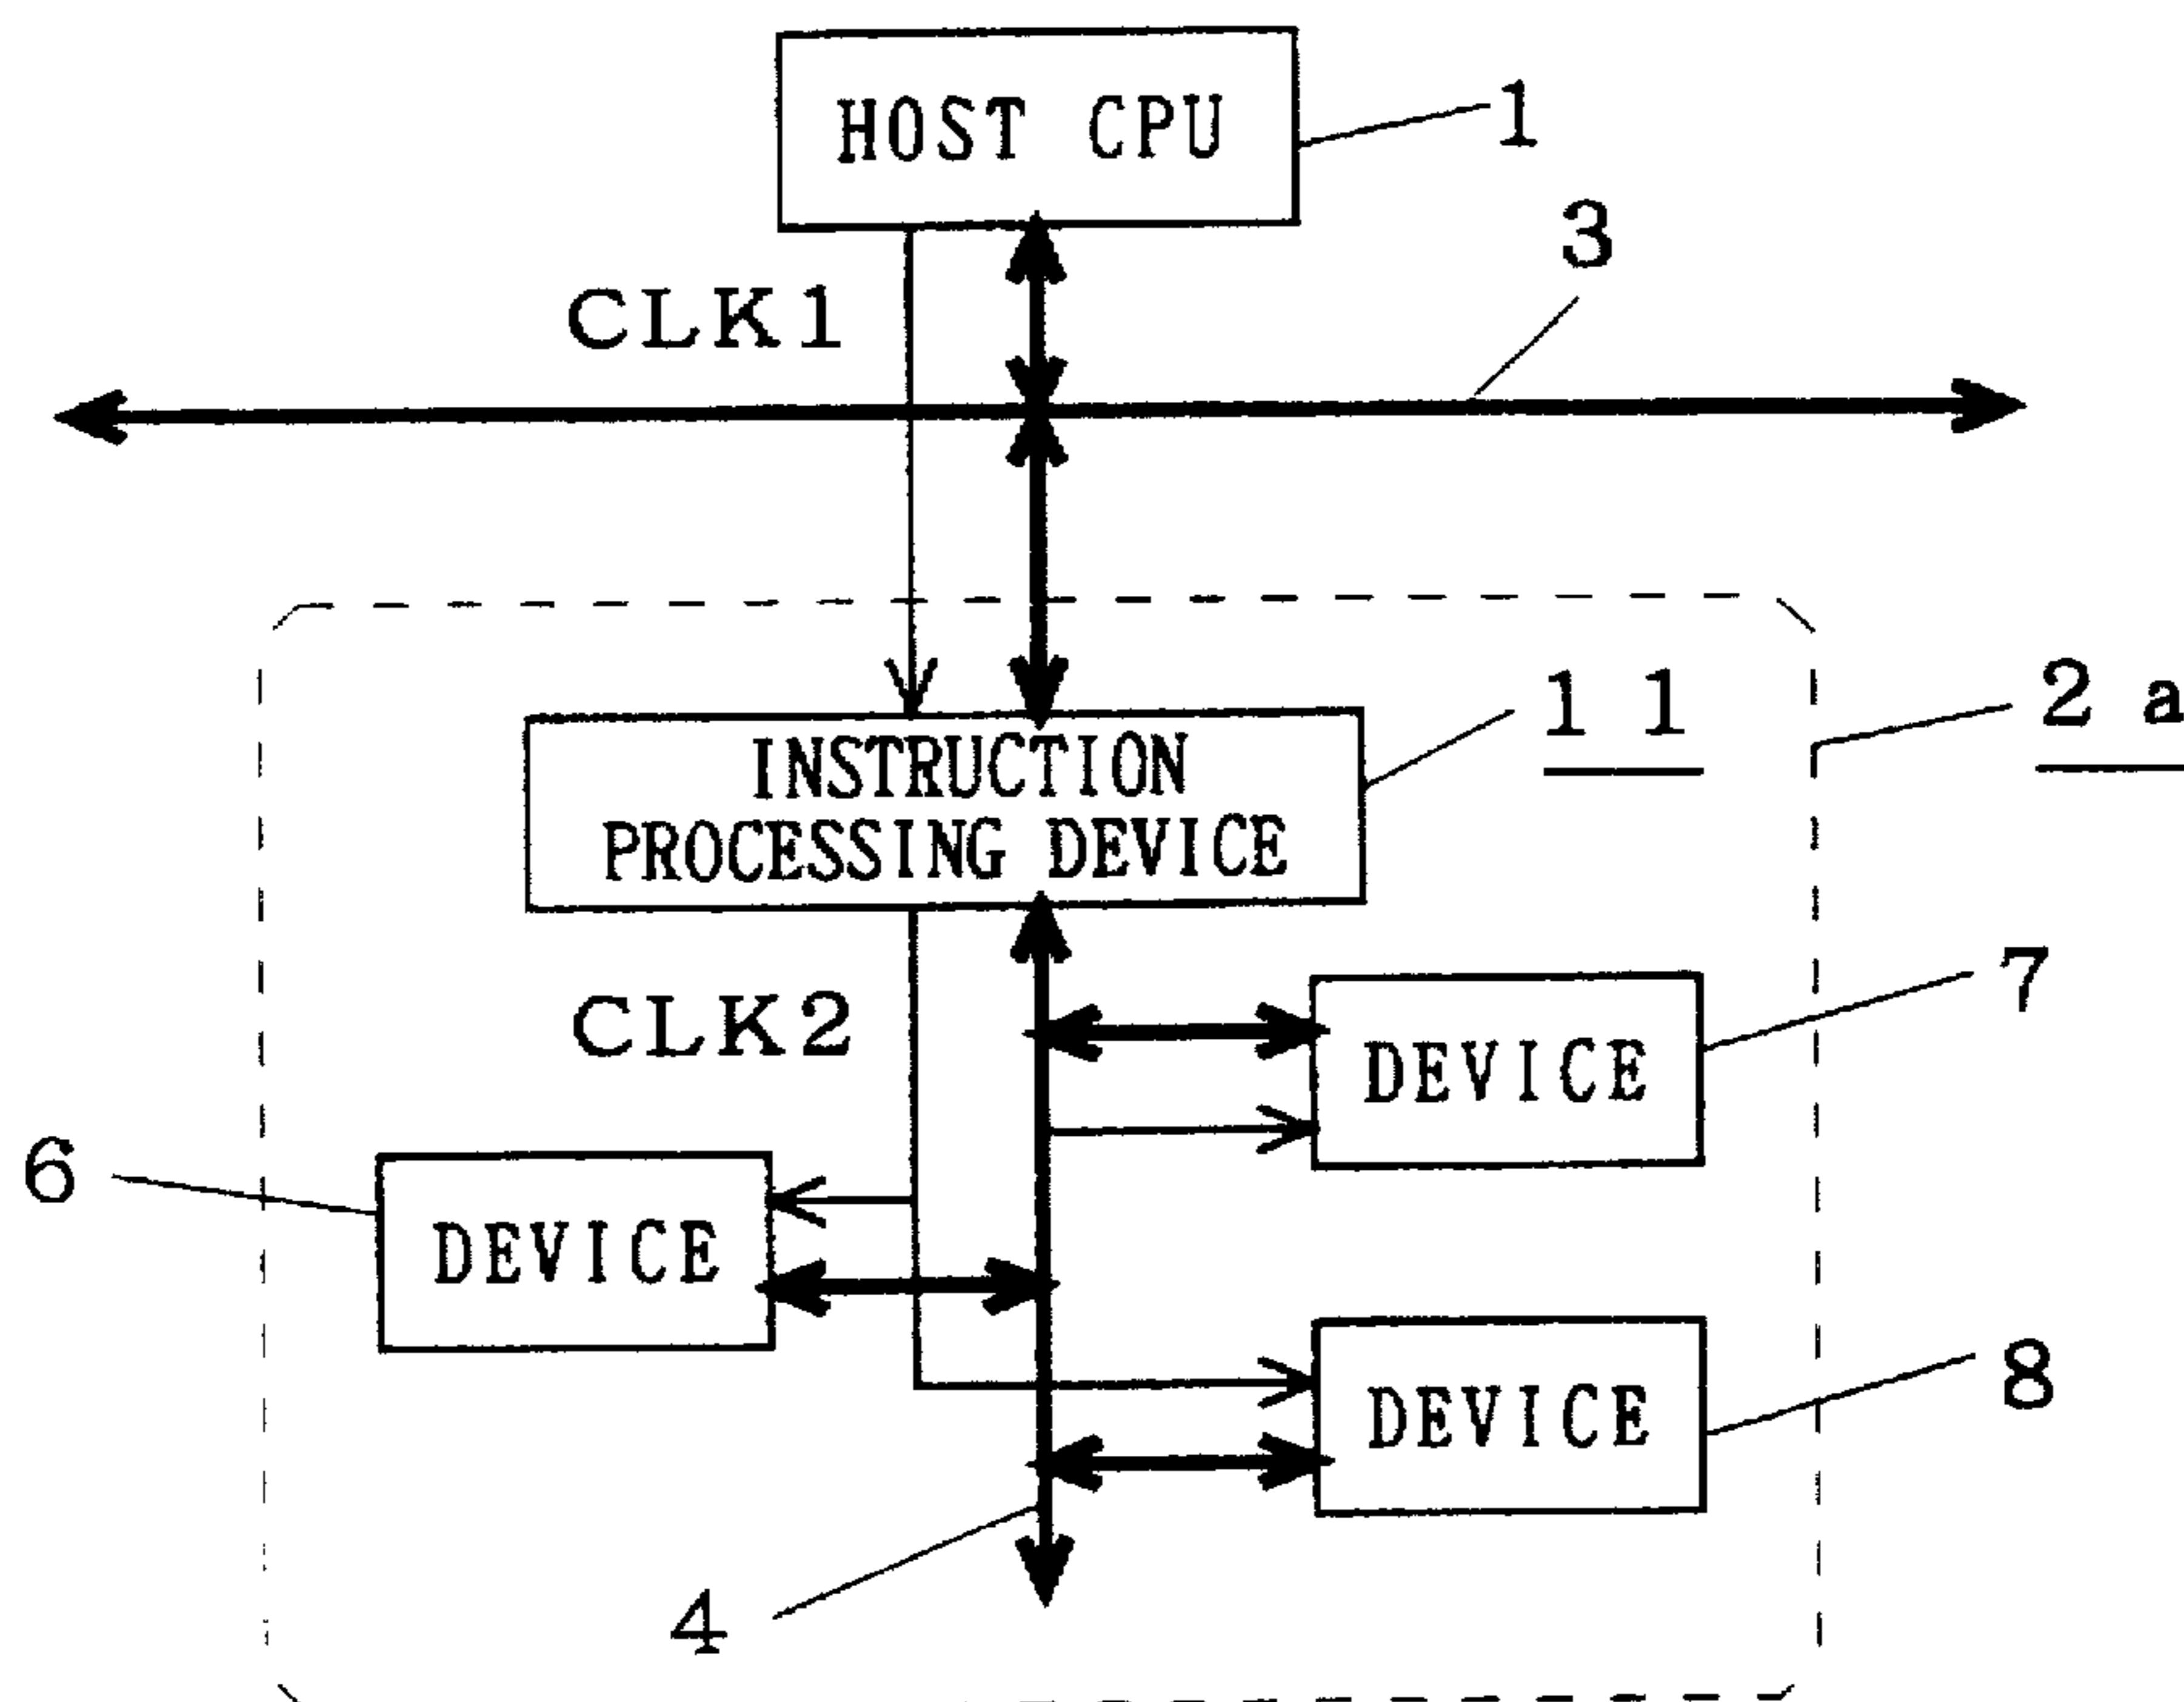 HOST CPU
1
3
CLK1
11
2a
INSTRUCTION
PROCESSING DEVICE
7
CLK2
DEVICE
6
DEVICE
8
DEVICE
4